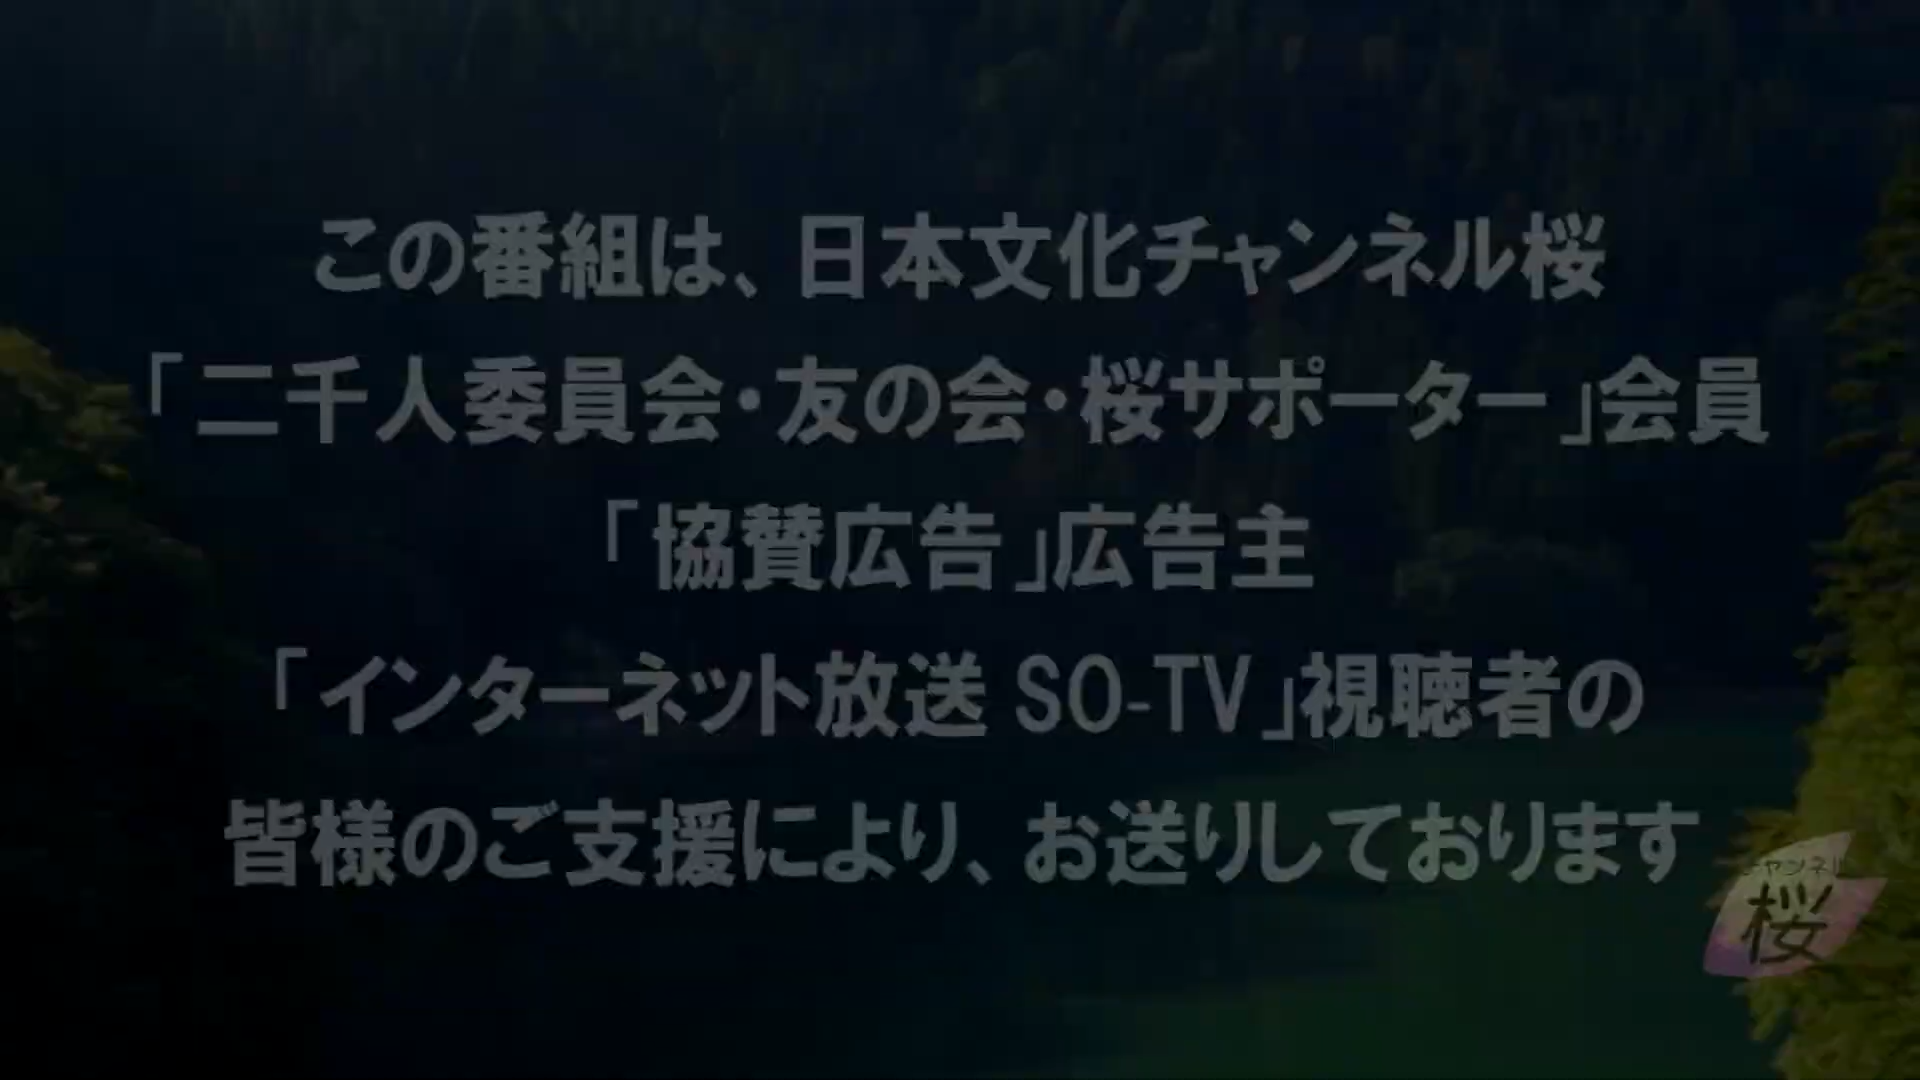 この番組は、日本文化チャンネル桜
「二千人委員会・友の会・桜サポーター」会員
「協賛広告」広告主
「インターネット放送 SO-TV」視聴者の
皆様のご支援により、お送りしております
チャンネル
桜